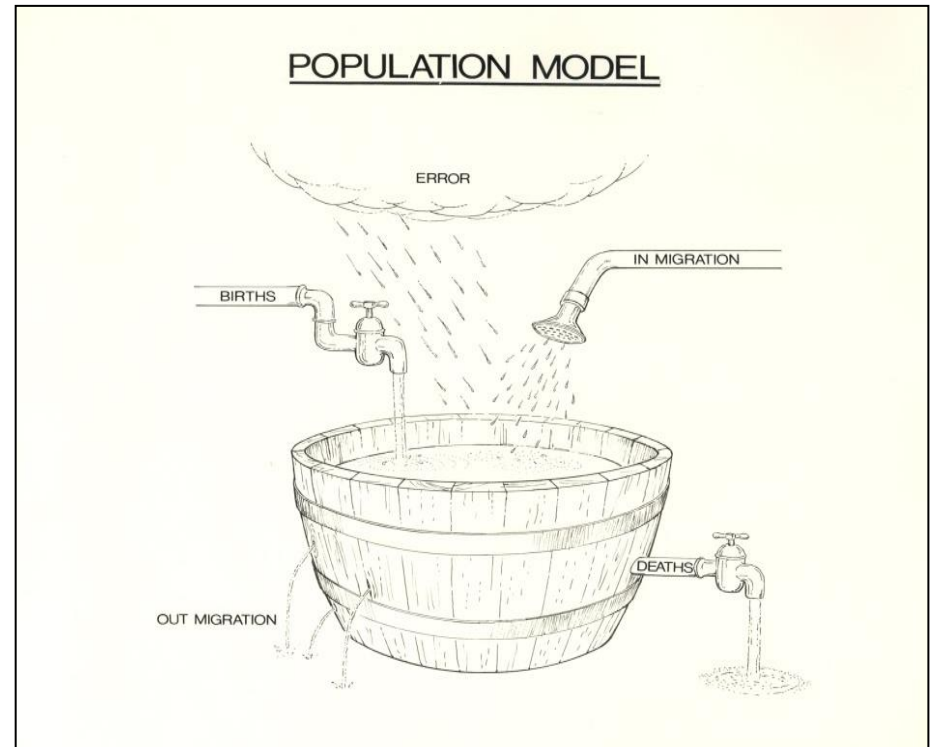 POPULATION MODEL
ERROR
IN MIGRATION
BIRTHS
DEATHS
OUT MIGRATION